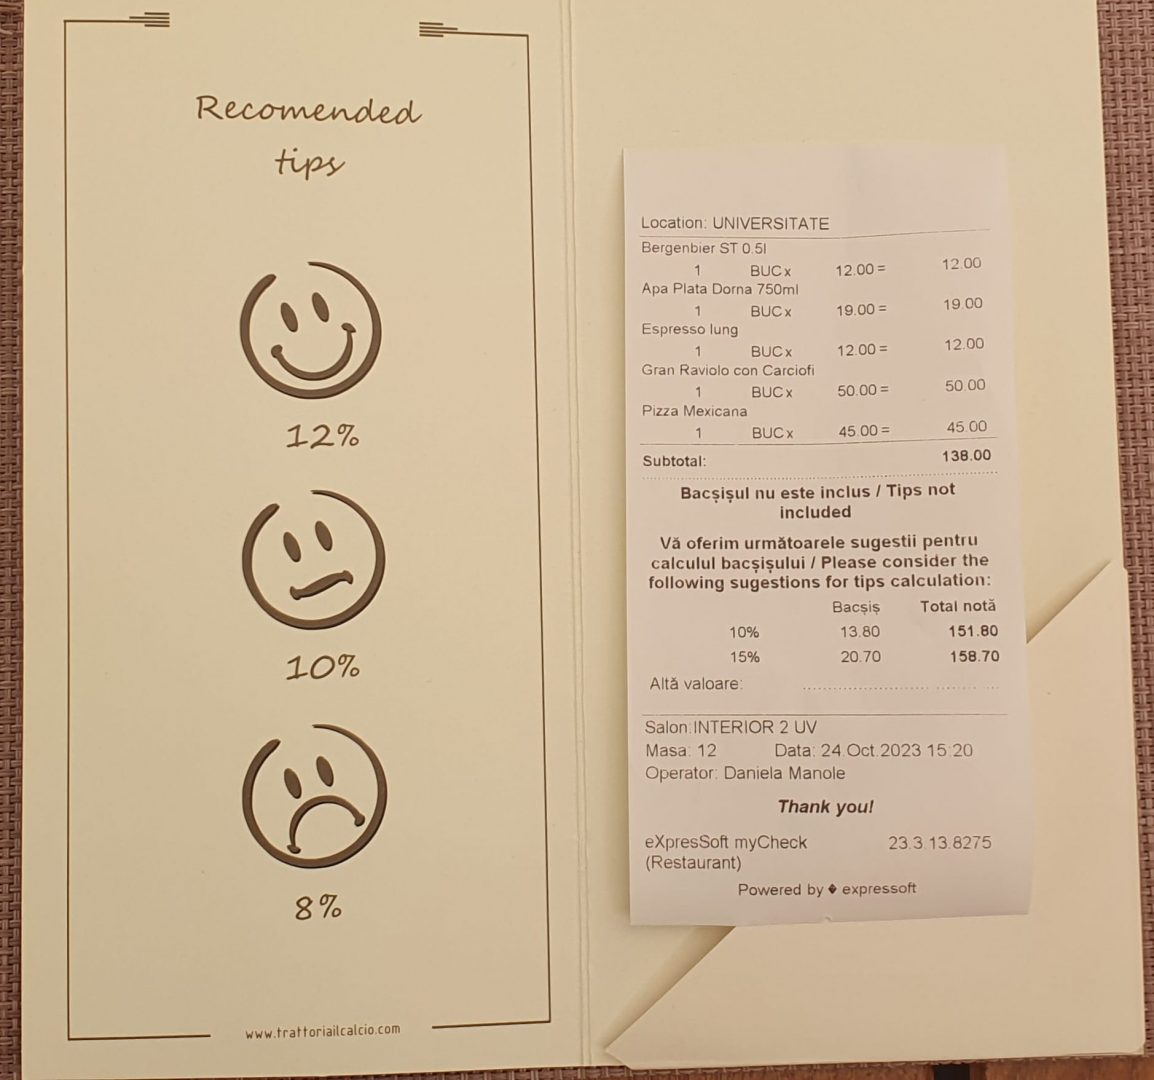 Recomended
tips
12%
10%
8%
www.trattoriailcalcio.com
Location: UNIVERSITATE
Bergenbier ST 0.5l
1 BUC x 12.00 = 12.00
Apa Plata Dorna 750ml
1 BUC x 19.00 = 19.00
Espresso lung
1 BUC x 12.00 = 12.00
Gran Raviolo con Carciofi
1 BUC x 50.00 = 50.00
Pizza Mexicana
1 BUC x 45.00 = 45.00
Subtotal: 138.00
Bacșișul nu este inclus / Tips not
included
Vă oferim următoarele sugestii pentru
calculul bacșișului / Please consider the
following sugestions for tips calculation:
Bacsiș Total notă
10% 13.80 151.80
15% 20.70 158.70
Altă valoare: ........................ .... ... ...
Salon:INTERIOR 2 UV
Masa: 12 Data: 24.Oct.2023 15:20
Operator: Daniela Manole
Thank you!
eXpresSoft myCheck 23.3.13.8275
(Restaurant)
Powered by ♦ expressoft